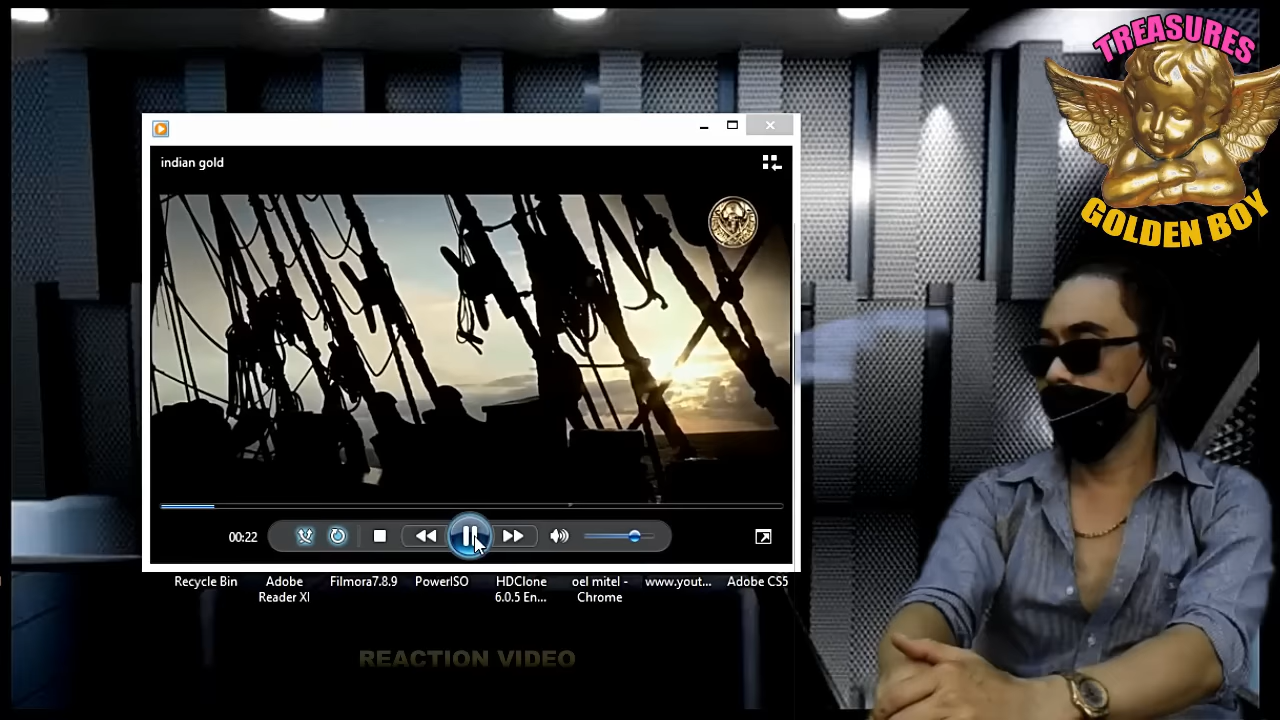 TREASURES
GOLDEN BOY
indian gold
00:22
Recycle Bin
Adobe
Reader XI
Filmora7.8.9
PowerISO
HDClone
6.0.5 En...
oel mitel -
Chrome
www.yout...
Adobe CS5
REACTION VIDEO